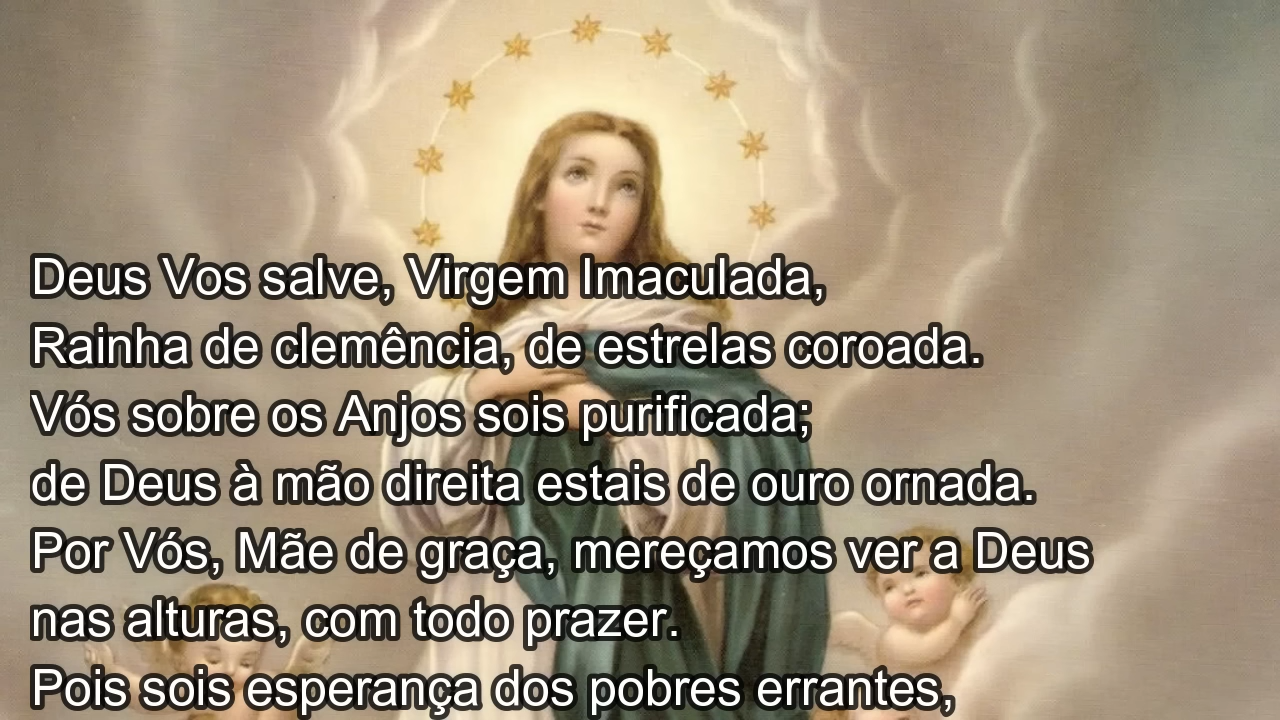 Deus Vos salve, Virgem Imaculada,
Rainha de clemência, de estrelas coroada.
Vós sobre os Anjos sois purificada;
de Deus à mão direita estais de ouro ornada.
Por Vós, Mãe de graça, mereçamos ver a Deus
nas alturas, com todo prazer.
Pois sois esperança dos pobres errantes,